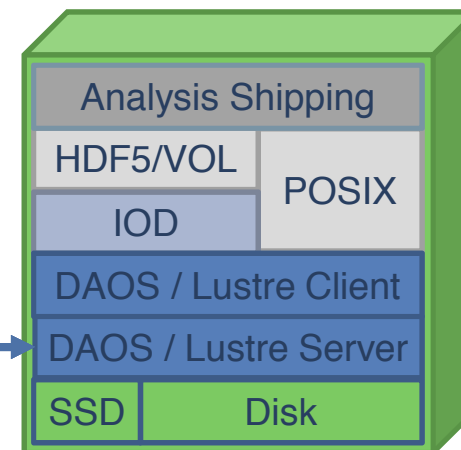 Analysis Shipping
HDF5/VOL
POSIX
IOD
DAOS / Lustre Client
DAOS / Lustre Server
SSD Disk